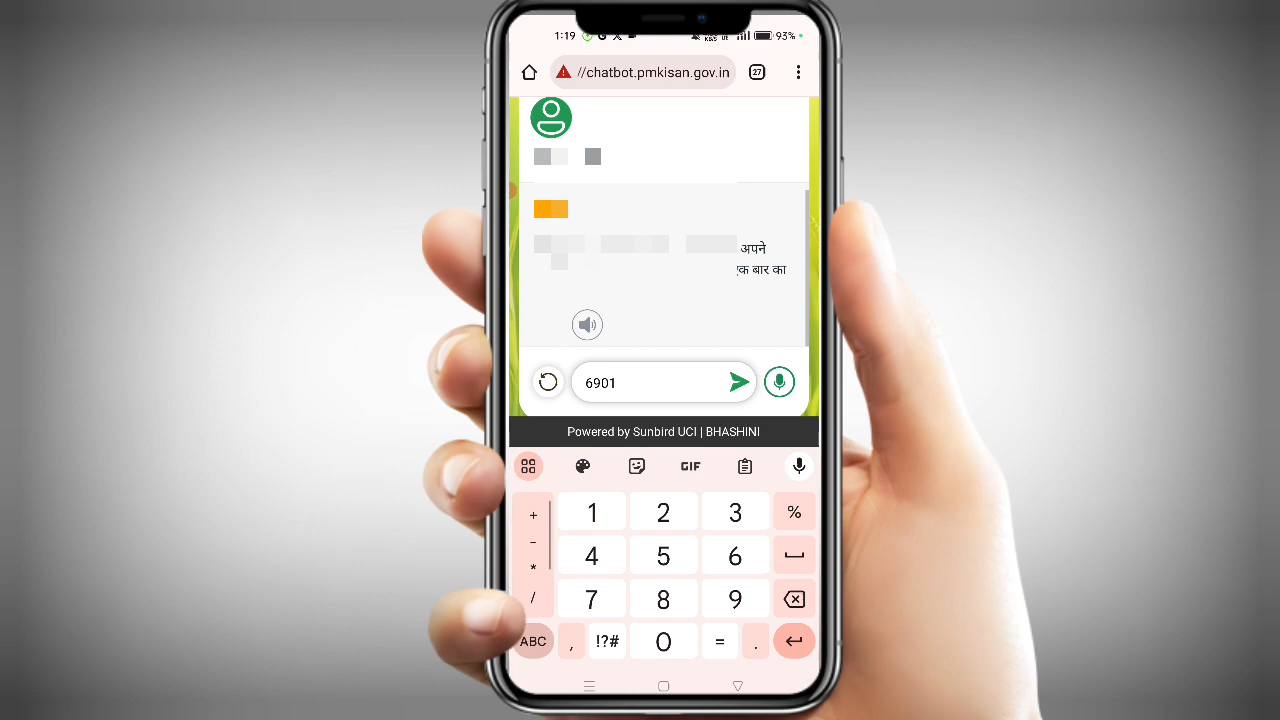 1:19 93%
//chatbot.pmkisan.gov.in 27
अपने
एक बार का
6901
Powered by Sunbird UCI | BHASHINI
GIF
+ 1 2 3 %
- 4 5 6
*
/ 7 8 9
ABC , !?# 0 = .